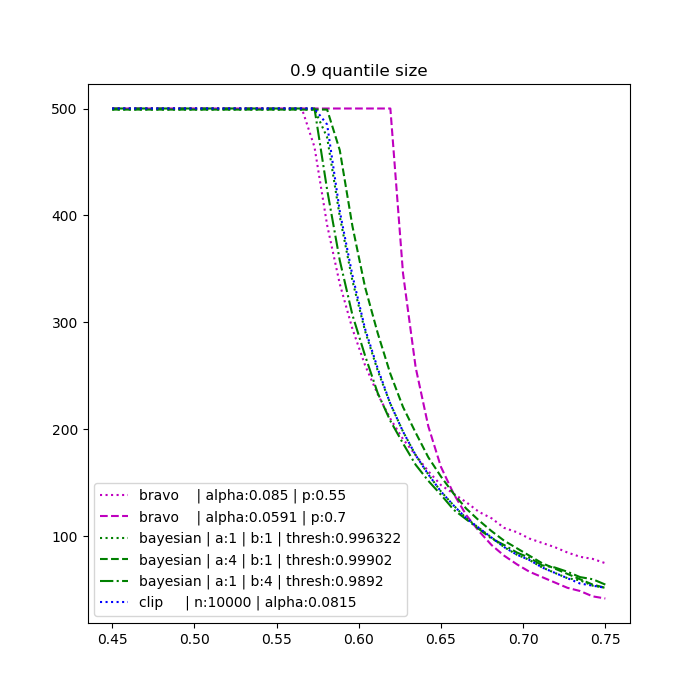 0.9 quantile size
500
400
300
200
100
bravo | alpha:0.085 | p:0.55
bravo | alpha:0.0591 | p:0.7
bayesian | a:1 | b:1 | thresh:0.996322
bayesian | a:4 | b:1 | thresh:0.99902
bayesian | a:1 | b:4 | thresh:0.9892
clip | n:10000 | alpha:0.0815
0.45 0.50 0.55 0.60 0.65 0.70 0.75